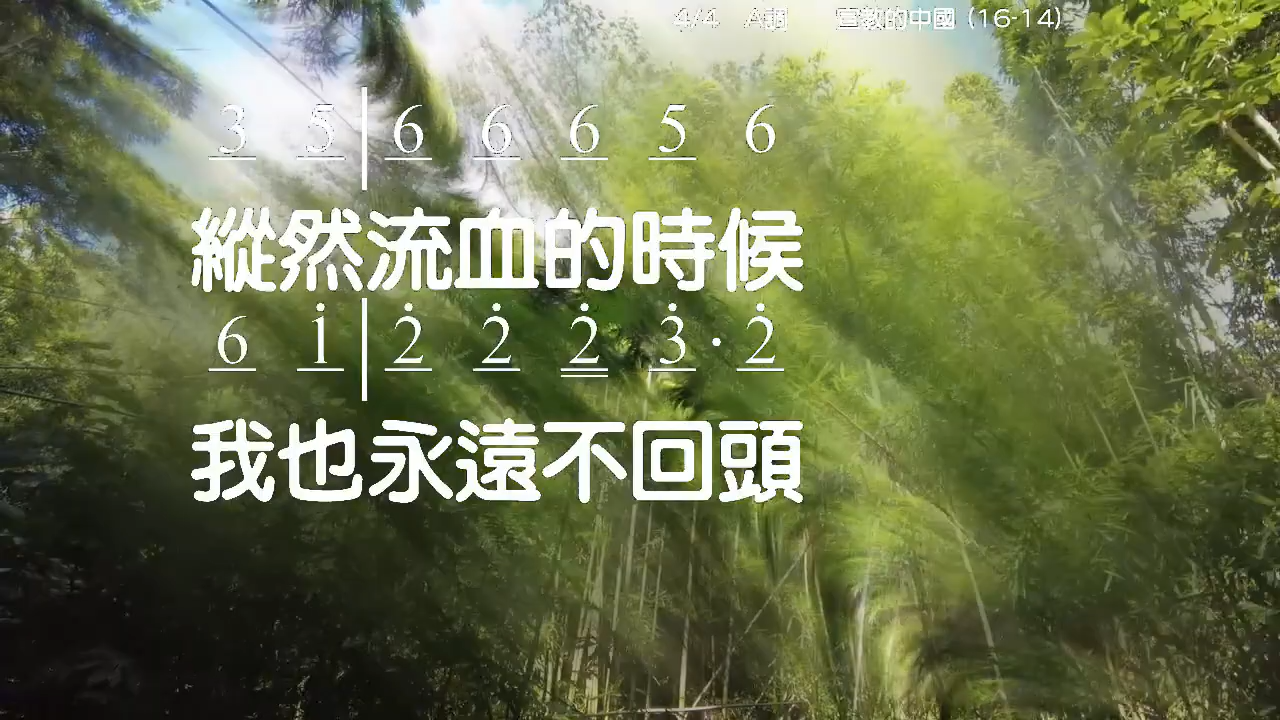 4/4 A調 宣教的中國 (16-14)
3 5 | 6 6 6 5 6
縱然流血的時候
6 i | 2̇ 2̇ 2̇ 3̇ · 2̇
我也永遠不回頭